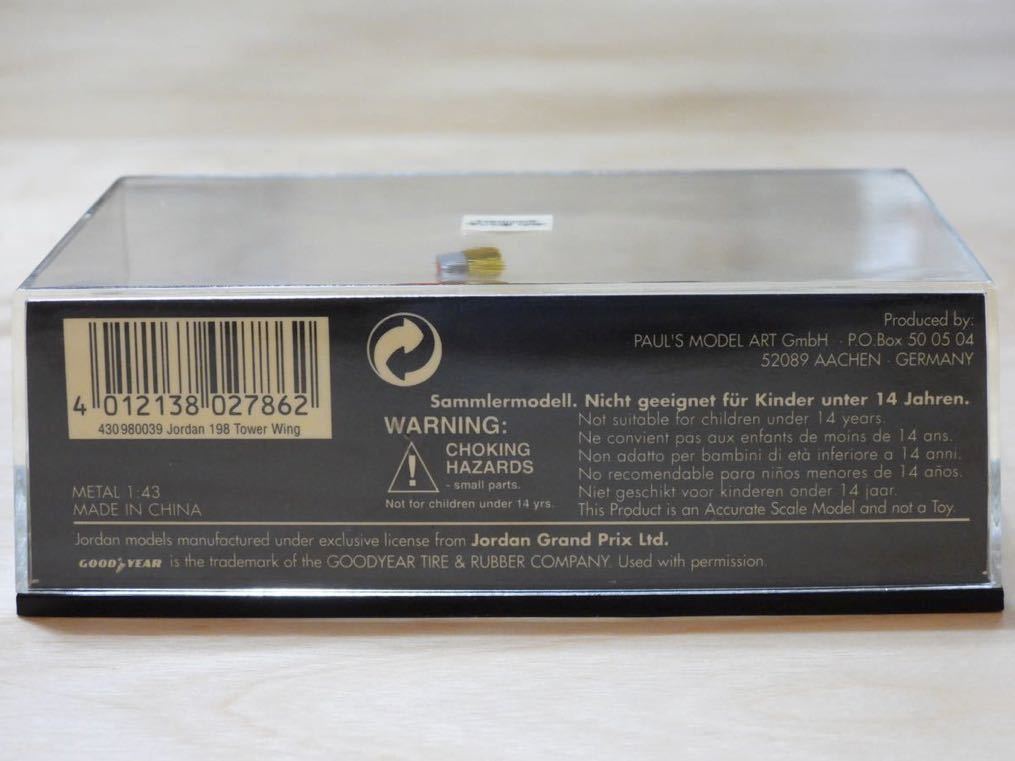 4 012138 027862
430980039 Jordan 198 Tower Wing
METAL 1:43
MADE IN CHINA
Produced by:
PAUL'S MODEL ART GmbH · P.O.Box 50 05 04
52089 AACHEN · GERMANY
Sammlermodell. Nicht geeignet für Kinder unter 14 Jahren.
WARNING:
CHOKING
HAZARDS
- small parts.
Not for children under 14 yrs.
Not suitable for children under 14 years.
Ne convient pas aux enfants de moins de 14 ans.
Non adatto per bambini di età inferiore a 14 anni.
No recomendable para niños menores de 14 años.
Niet geschikt voor kinderen onder 14 jaar.
This Product is an Accurate Scale Model and not a Toy.
Jordan models manufactured under exclusive license from Jordan Grand Prix Ltd.
GOODYEAR is the trademark of the GOODYEAR TIRE & RUBBER COMPANY. Used with permission.